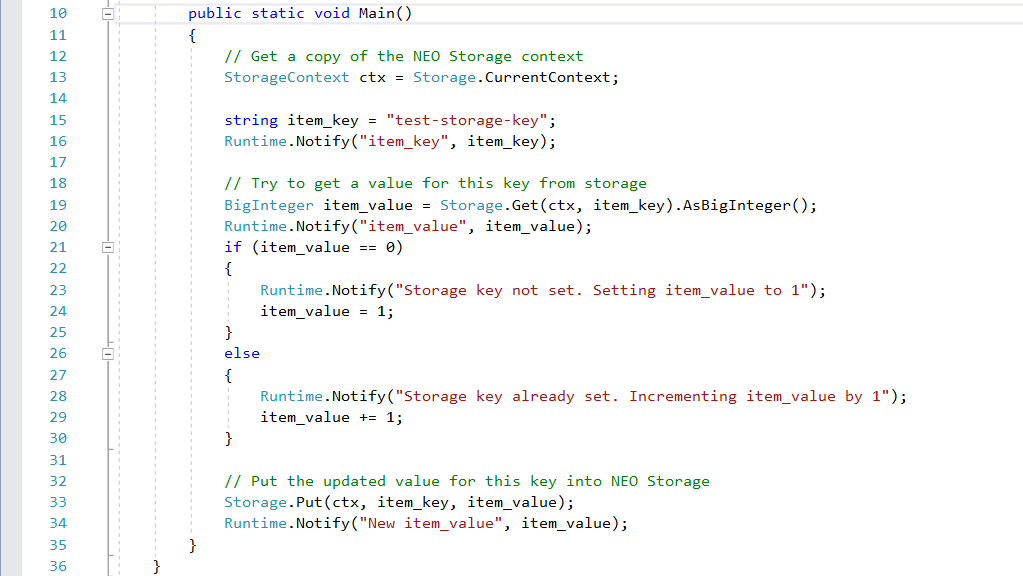 10 public static void Main()
11 {
12 // Get a copy of the NEO Storage context
13 StorageContext ctx = Storage.CurrentContext;
14
15 string item_key = "test-storage-key";
16 Runtime.Notify("item_key", item_key);
17
18 // Try to get a value for this key from storage
19 BigInteger item_value = Storage.Get(ctx, item_key).AsBigInteger();
20 Runtime.Notify("item_value", item_value);
21 if (item_value == 0)
22 {
23 Runtime.Notify("Storage key not set. Setting item_value to 1");
24 item_value = 1;
25 }
26 else
27 {
28 Runtime.Notify("Storage key already set. Incrementing item_value by 1");
29 item_value += 1;
30 }
31
32 // Put the updated value for this key into NEO Storage
33 Storage.Put(ctx, item_key, item_value);
34 Runtime.Notify("New item_value", item_value);
35 }
36 }